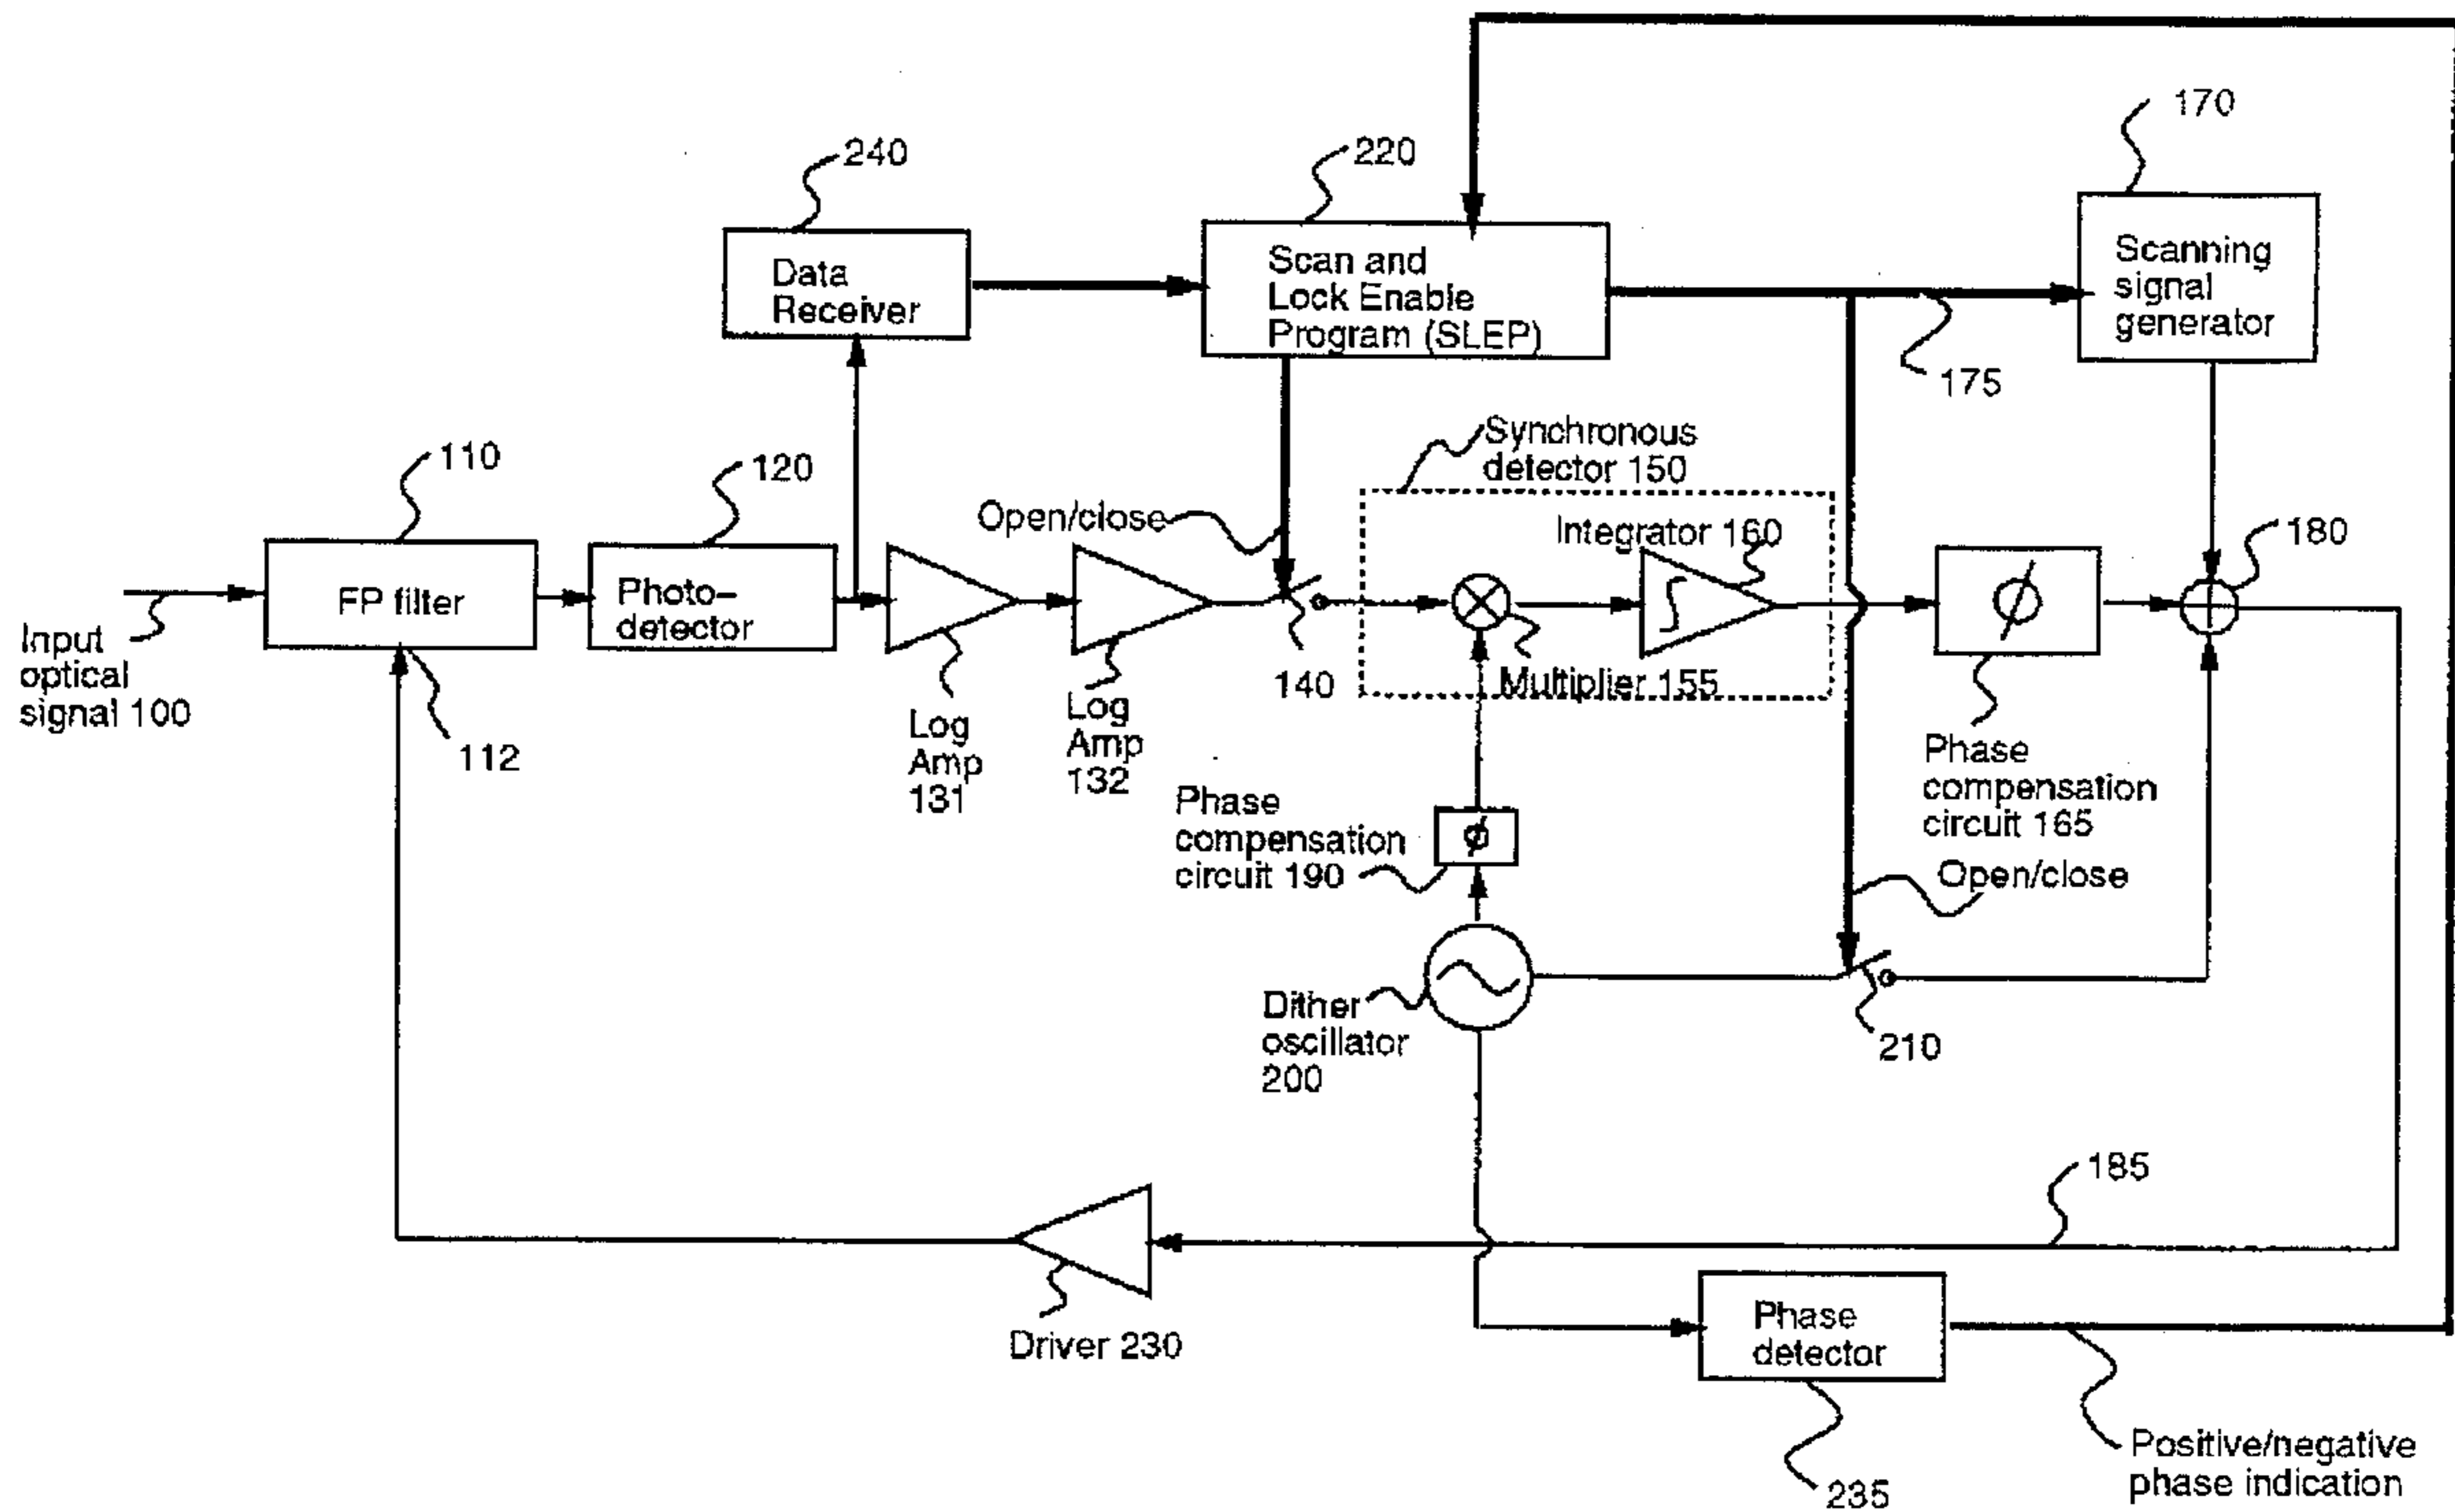 170
240
220
Data
Receiver
Scan and
Lock Enable
Program (SLEP)
Scanning
signal
generator
175
Synchronous
detector 150
110
120
Open/close
Integrator 160
180
FP filter
Photo-
detector
Input
optical
signal 100
140
Multiplier 155
112
Log
Amp
131
Log
Amp
132
Phase
compensation
circuit 190
Phase
compensation
circuit 165
Open/close
Dither
oscillator
200
210
185
Driver 230
Phase
detector
235
Positive/negative
phase indication